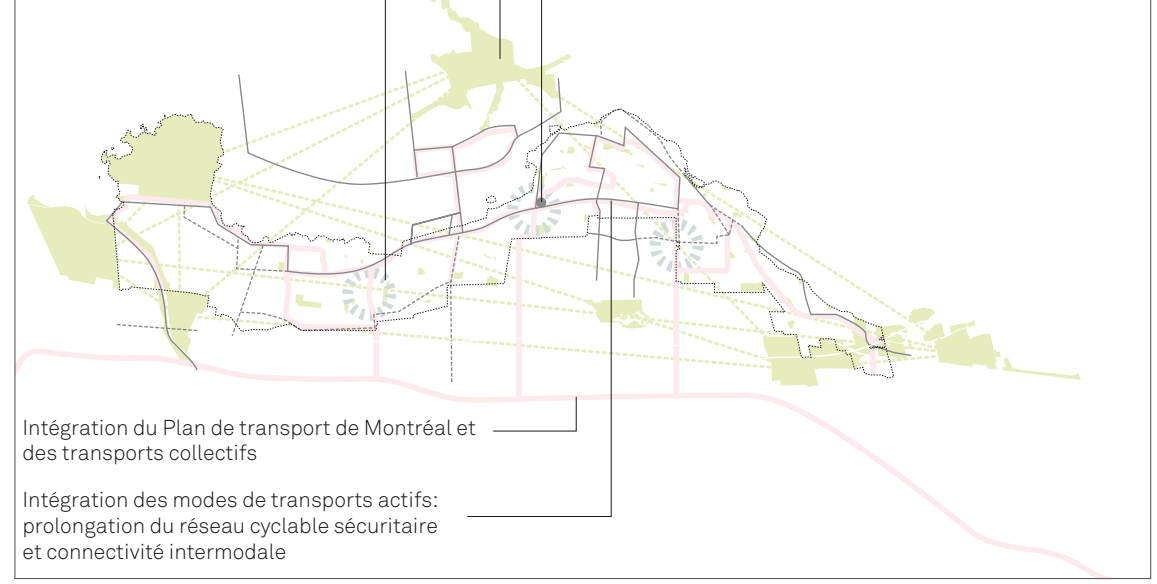 Intégration du Plan de transport de Montréal et
des transports collectifs
Intégration des modes de transports actifs:
prolongation du réseau cyclable sécuritaire
et connectivité intermodale